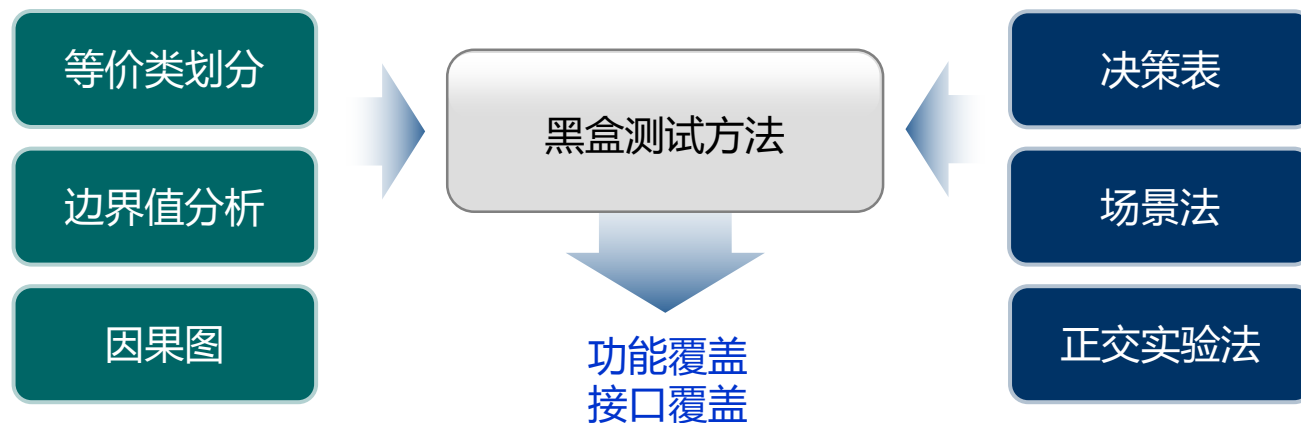 等价类划分
边界值分析
因果图
黑盒测试方法
功能覆盖
接口覆盖
决策表
场景法
正交实验法